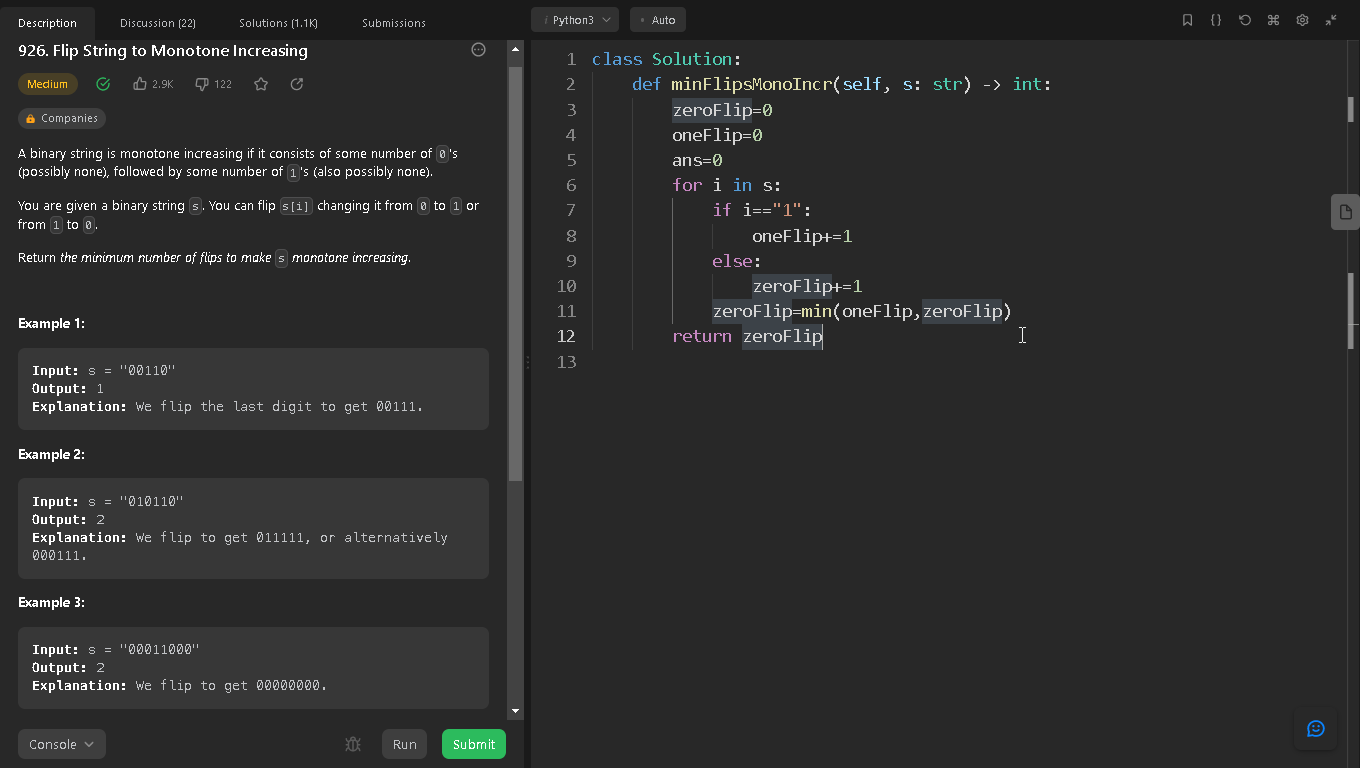 Description
Discussion (22)
Solutions (1.1K)
Submissions
926. Flip String to Monotone Increasing
Medium
2.9K
122
Companies
A binary string is monotone increasing if it consists of some number of 0's
(possibly none), followed by some number of 1's (also possibly none).
You are given a binary string s. You can flip s[i] changing it from 0 to 1 or
from 1 to 0.
Return the minimum number of flips to make s monotone increasing.
Example 1:
Input: s = "00110"
Output: 1
Explanation: We flip the last digit to get 00111.
Example 2:
Input: s = "010110"
Output: 2
Explanation: We flip to get 011111, or alternatively
000111.
Example 3:
Input: s = "00011000"
Output: 2
Explanation: We flip to get 00000000.
Console
Run
Submit
i Python3
Auto
1 class Solution:
2 def minFlipsMonoIncr(self, s: str) -> int:
3 zeroFlip=0
4 oneFlip=0
5 ans=0
6 for i in s:
7 if i=="1":
8 oneFlip+=1
9 else:
10 zeroFlip+=1
11 zeroFlip=min(oneFlip,zeroFlip)
12 return zeroFlip
13